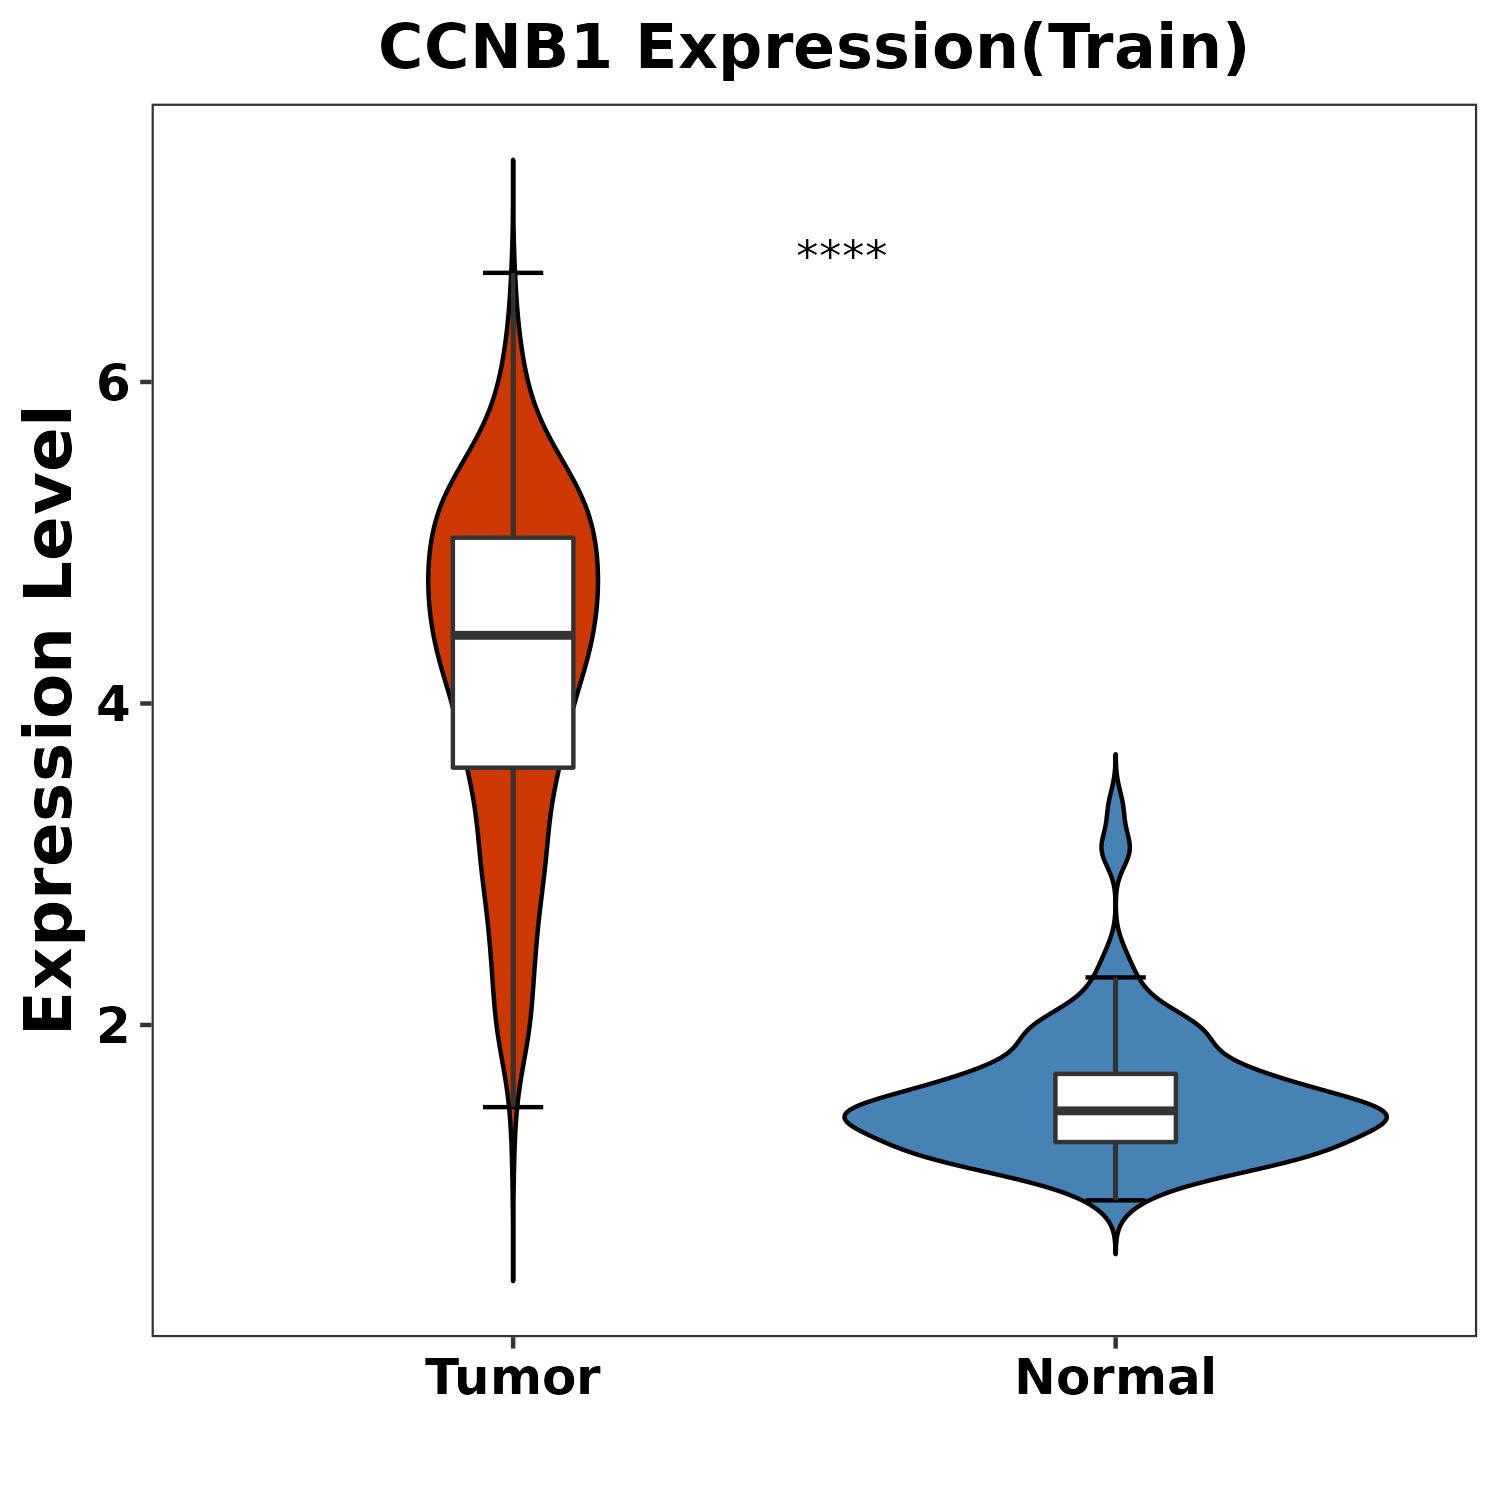 CCNB1 Expression(Train)
****
Expression Level
6
4
2
Tumor
Normal